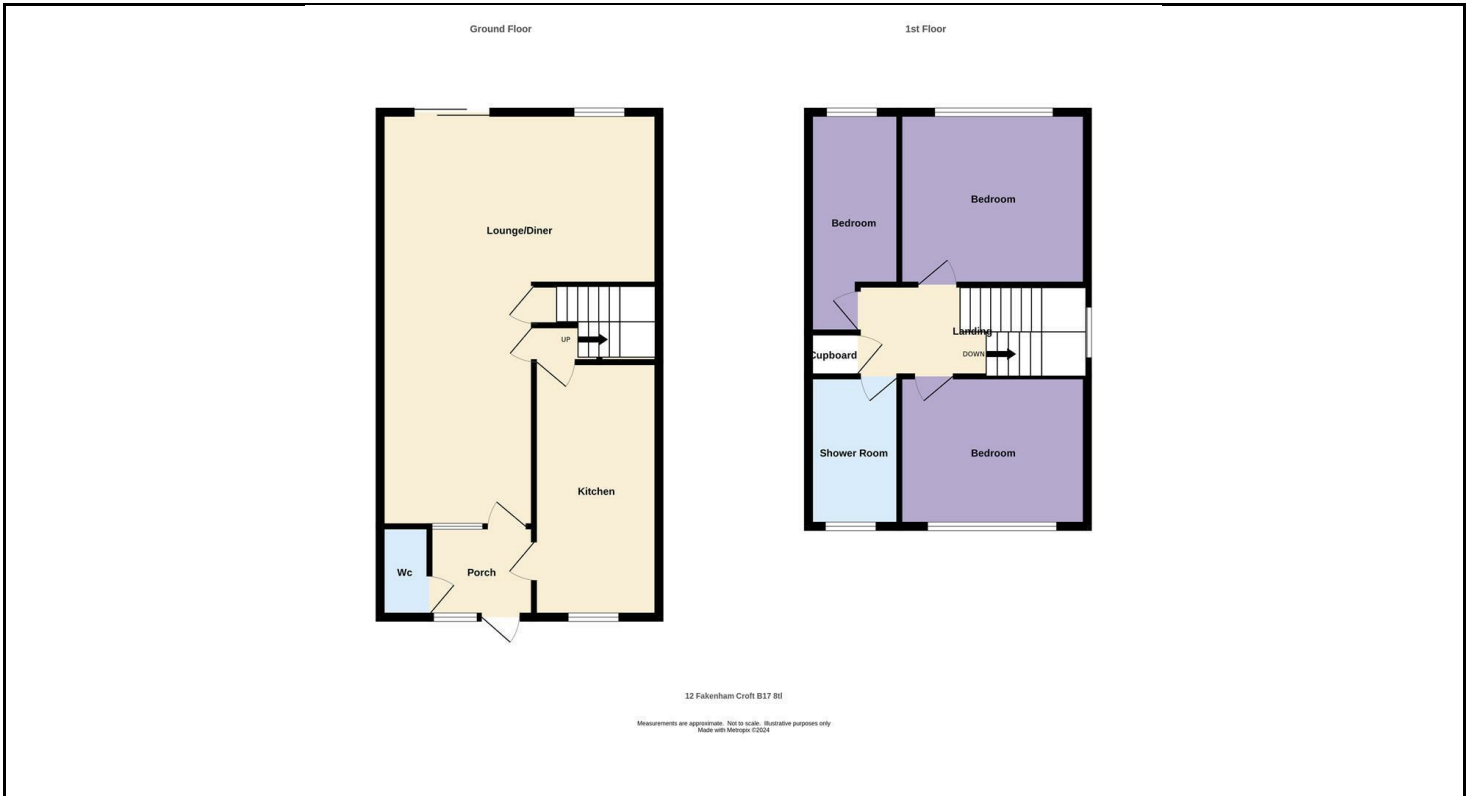 Ground Floor
1st Floor
Lounge/Diner
UP
Kitchen
Wc
Porch
Bedroom
Bedroom
Landing
Cupboard
DOWN
Shower Room
Bedroom
12 Fakenham Croft B17 8tl
Measurements are approximate. Not to scale. Illustrative purposes only
Made with Metropix ©2024